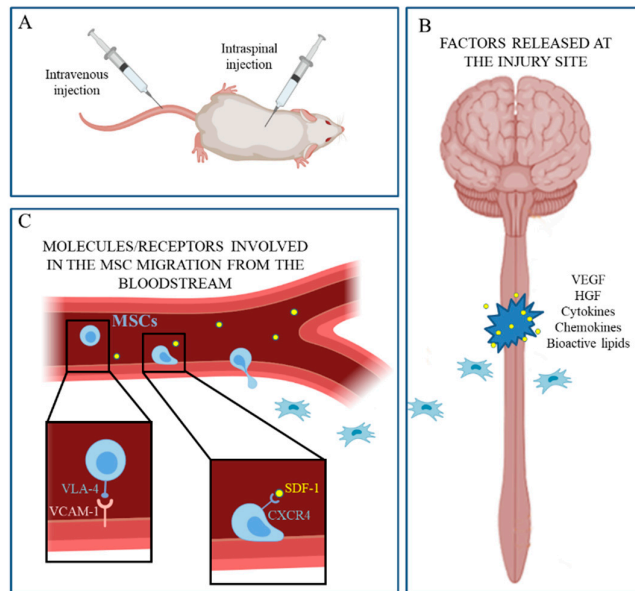 A
Intravenous
injection
Intraspinal
injection
B
FACTORS RELEASED AT
THE INJURY SITE
VEGF
HGF
Cytokines
Chemokines
Bioactive lipids
C
MOLECULES/RECEPTORS INVOLVED
IN THE MSC MIGRATION FROM THE
BLOODSTREAM
MSCs
VLA-4
VCAM-1
SDF-1
CXCR4